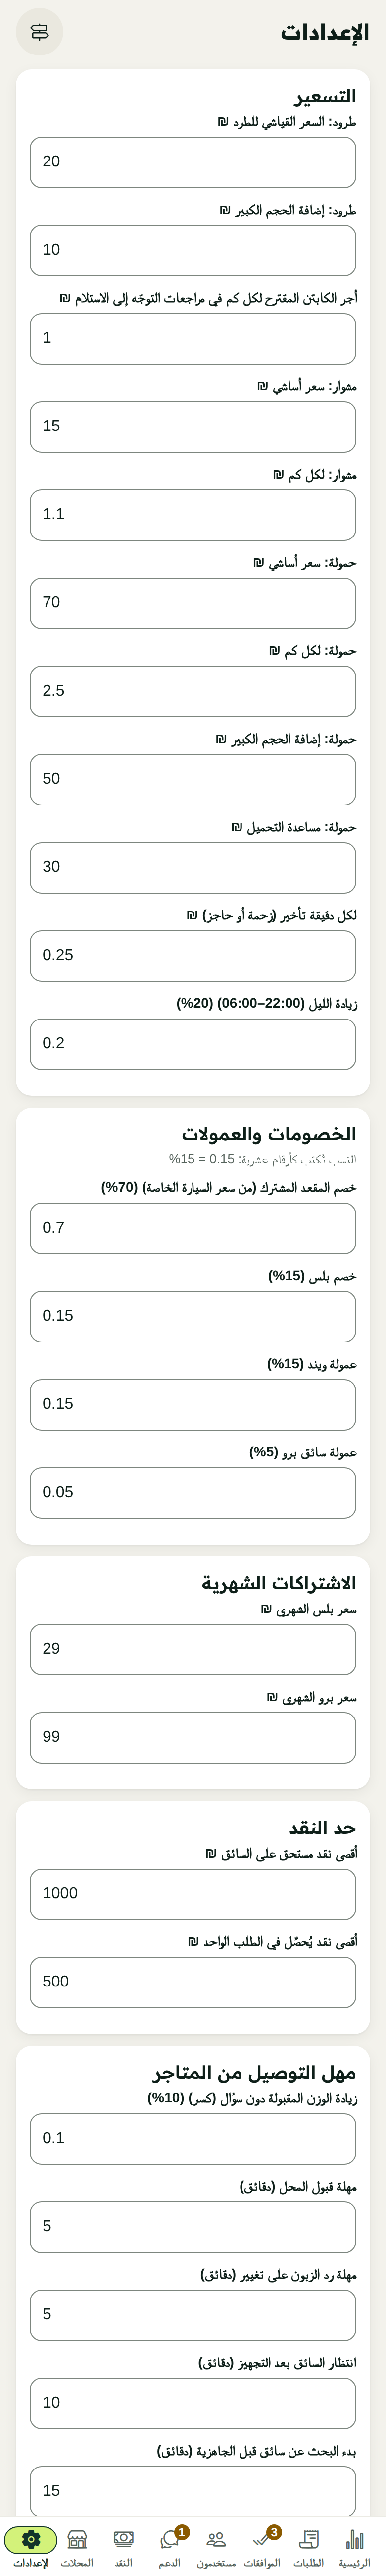 الإعدادات
التسعير
طرود: السعر القياسي للطرد ₪
20
طرود: إضافة الحجم الكبير ₪
10
أجر الكابتن المقترح لكل كم في مراجعات التوجّه إلى الاستلام ₪
1
مشوار: سعر أساسي ₪
15
مشوار: لكل كم ₪
1.1
حمولة: سعر أساسي ₪
70
حمولة: لكل كم ₪
2.5
حمولة: إضافة الحجم الكبير ₪
50
حمولة: مساعدة التحميل ₪
30
لكل دقيقة تأخير (زحمة أو حاجز) ₪
0.25
زيادة الليل (22:00–06:00) (20%)
0.2
الخصومات والعمولات
النسب تُكتب كأرقام عشرية: 0.15 = 15%
خصم المقعد المشترك (من سعر السيارة الخاصة) (70%)
0.7
خصم بلس (15%)
0.15
عمولة ويند (15%)
0.15
عمولة سائق برو (5%)
0.05
الاشتراكات الشهرية
سعر بلس الشهري ₪
29
سعر برو الشهري ₪
99
حد النقد
أقصى نقد مستحق على السائق ₪
1000
أقصى نقد يُحصّل في الطلب الواحد ₪
500
مهل التوصيل من المتاجر
زيادة الوزن المقبولة دون سؤال (كسر) (10%)
0.1
مهلة قبول المحل (دقائق)
5
مهلة رد الزبون على تغيير (دقائق)
5
انتظار السائق بعد التجهيز (دقائق)
10
بدء البحث عن سائق قبل الجاهزية (دقائق)
15
الرئيسية
الطلبات
3
الموافقات
مستخدمون
1
الدعم
النقد
المحلات
الإعدادات